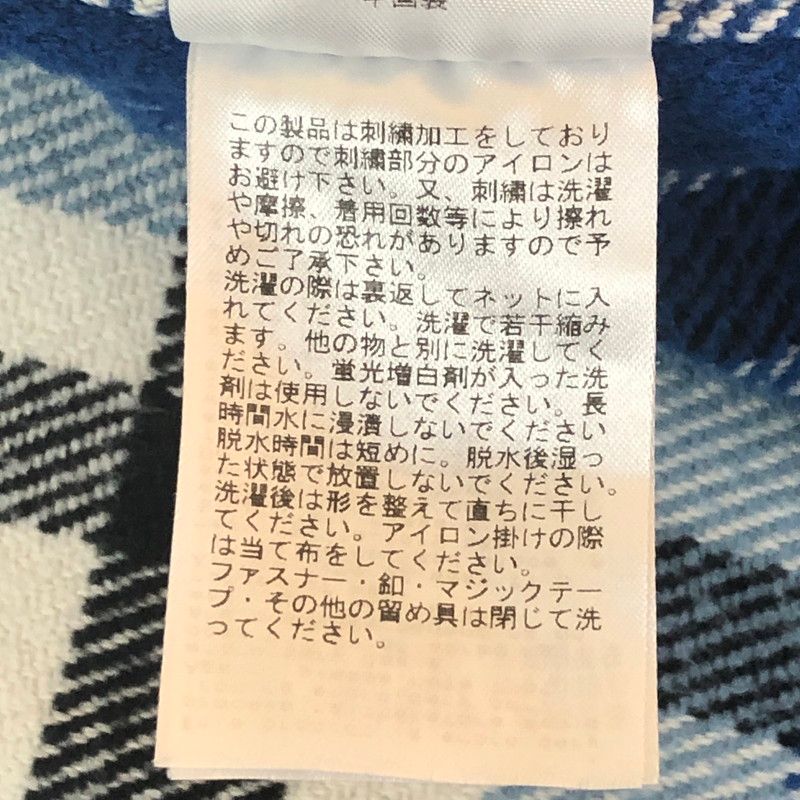 中国製
この製品は刺繍加工をしており
ますので刺繍部分のアイロンは
お避け下さい。又、刺繍は洗濯
や摩擦、着用回数等により擦れ
や切れの恐れがありますので予
めご了承下さい。
洗濯の際は裏返してネットに入
れてください。洗濯で若干縮み
ます。他の物と別に洗濯してく
ださい。蛍光増白剤が入った洗
剤は使用しないでください。長
時間水に浸漬しないでください
脱水時間は短めに。脱水後湿っ
た状態で放置しないでください。
洗濯後は形を整えて直ちに干し
てください。アイロン掛けの際
は当て布をしてください。
ファスナー・釦・マジックテー
プ・その他の留め具は閉じて洗
ってください。